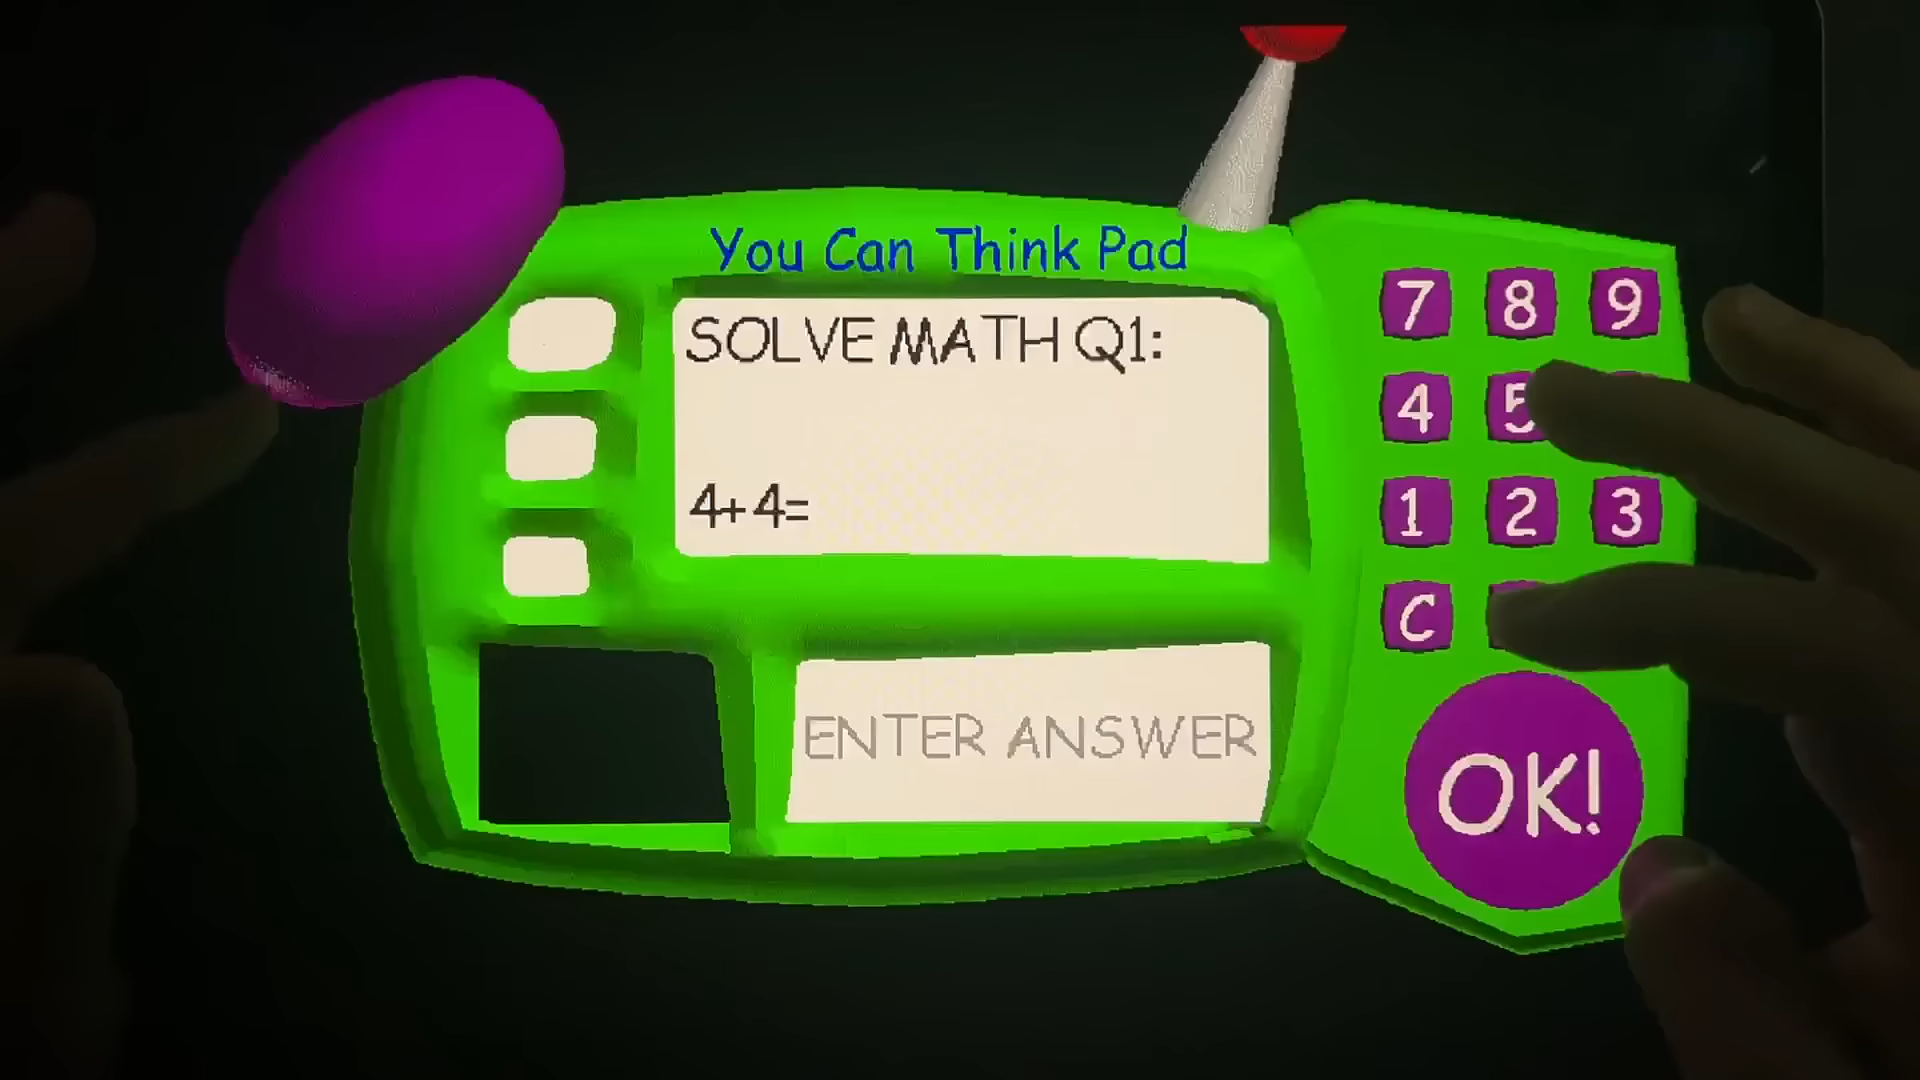 You Can Think Pad
SOLVE MATH Q1:
4+4=
ENTER ANSWER
7 8 9
4 5
1 2 3
C
OK!